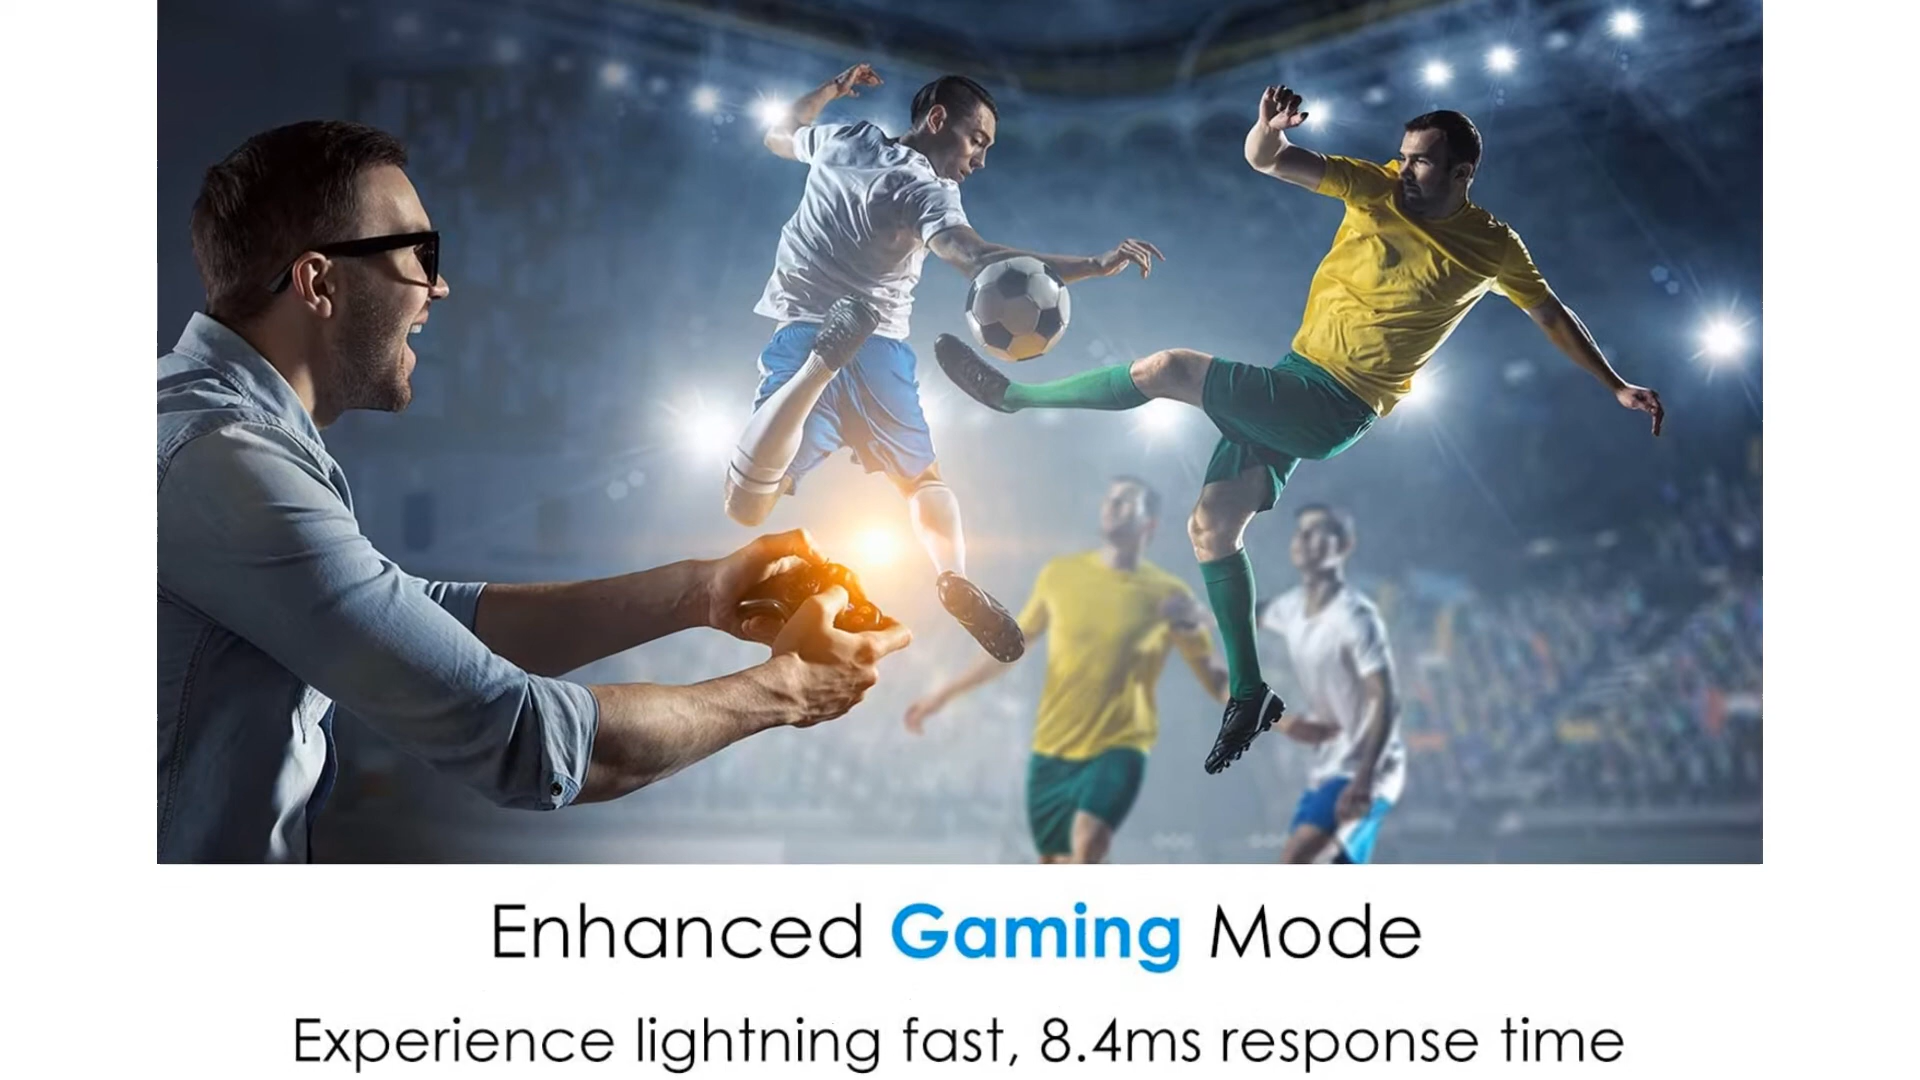 Enhanced Gaming Mode
Experience lightning fast, 8.4ms response time